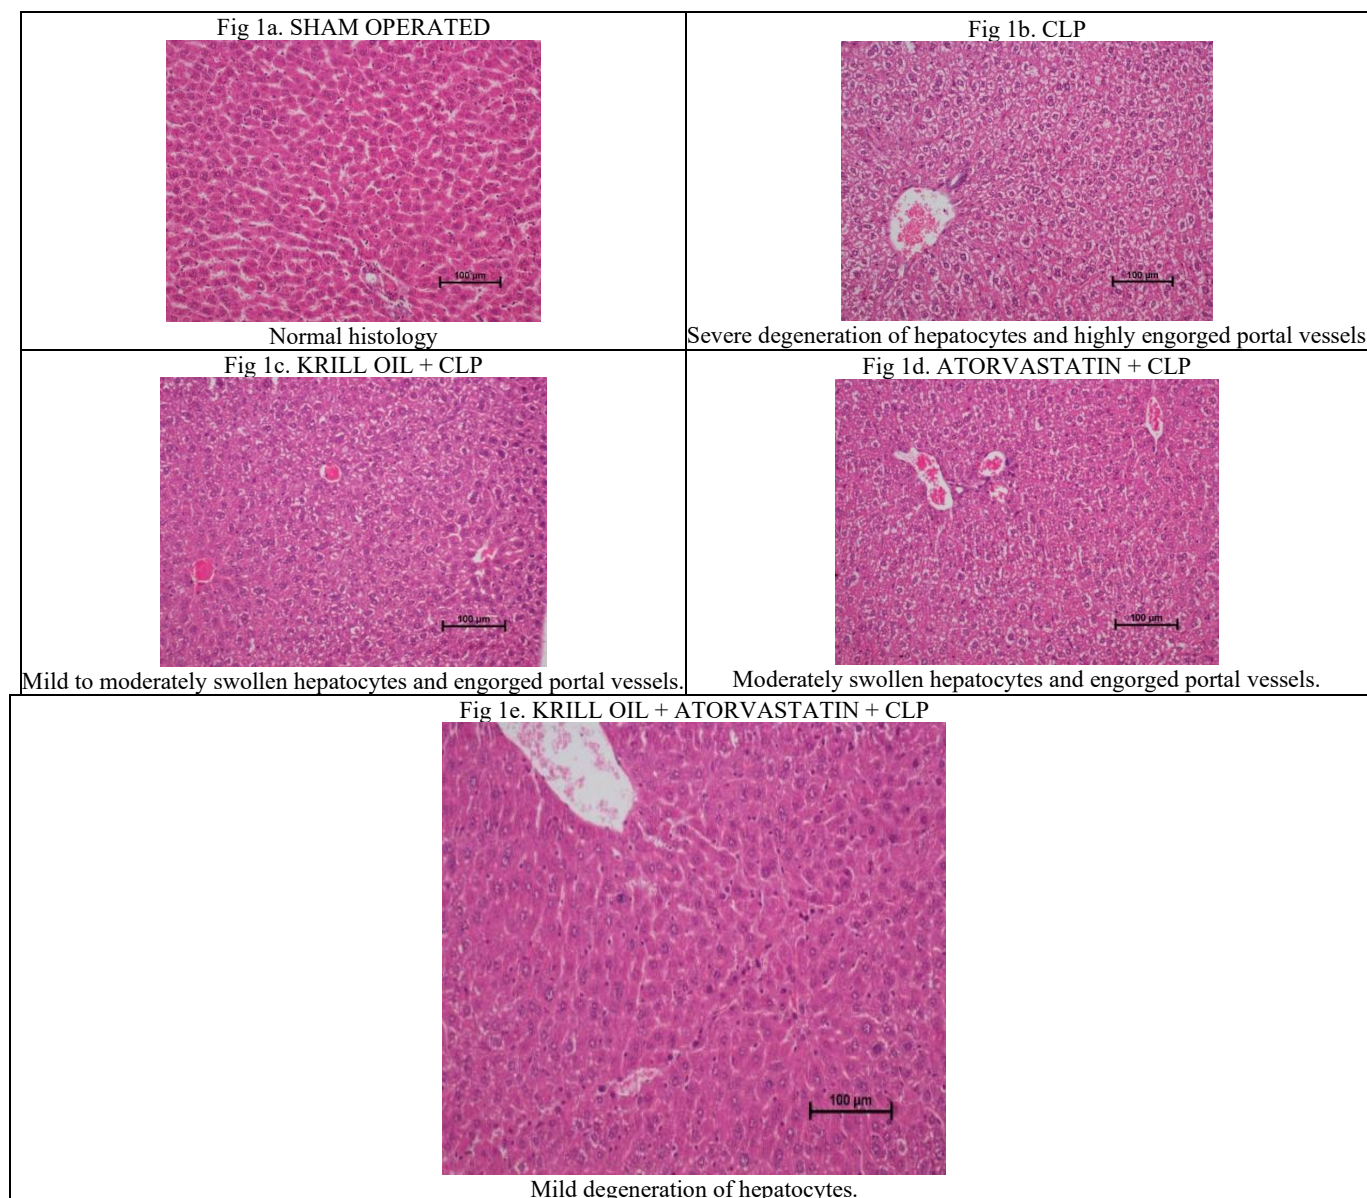 Fig 1a. SHAM OPERATED
100 µm
Normal histology
Fig 1b. CLP
100 µm
Severe degeneration of hepatocytes and highly engorged portal vessels
Fig 1c. KRILL OIL + CLP
100 µm
Mild to moderately swollen hepatocytes and engorged portal vessels.
Fig 1d. ATORVASTATIN + CLP
100 µm
Moderately swollen hepatocytes and engorged portal vessels.
Fig 1e. KRILL OIL + ATORVASTATIN + CLP
100 µm
Mild degeneration of hepatocytes.